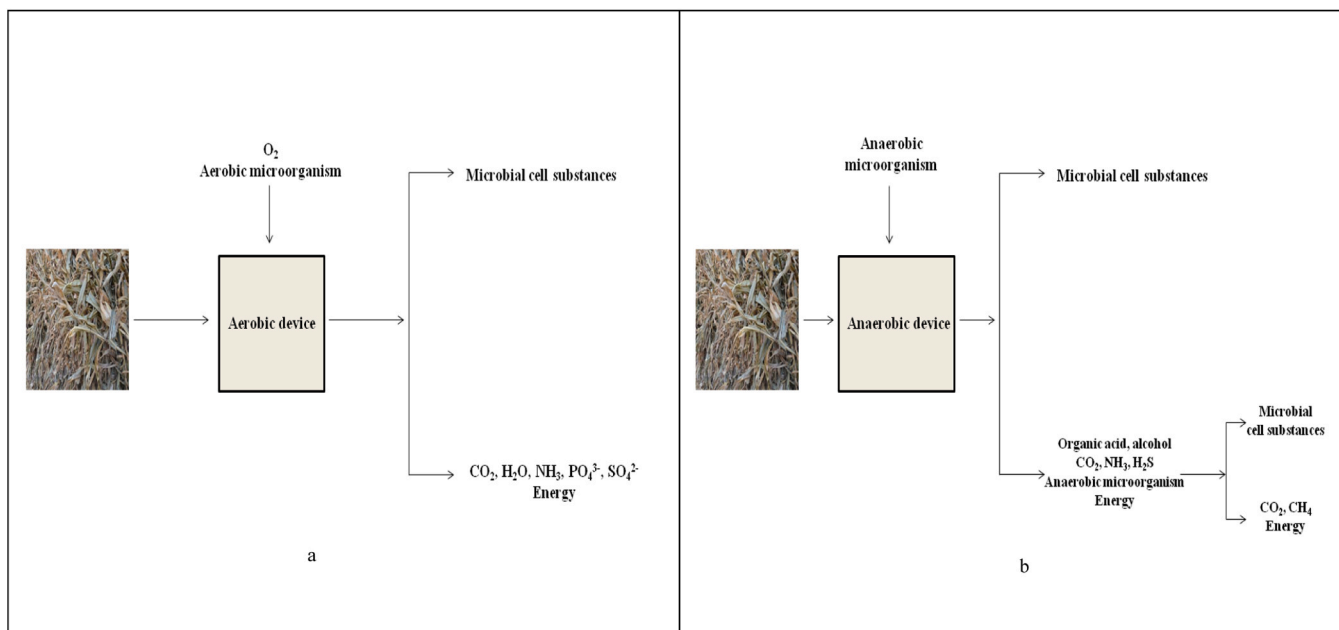 O₂
Aerobic microorganism
Microbial cell substances
Aerobic device
CO₂, H₂O, NH₃, PO₄³⁻, SO₄²⁻
Energy
a
Anaerobic
microorganism
Microbial cell substances
Anaerobic device
Organic acid, alcohol
CO₂, NH₃, H₂S
Anaerobic microorganism
Energy
Microbial
cell substances
CO₂, CH₄
Energy
b